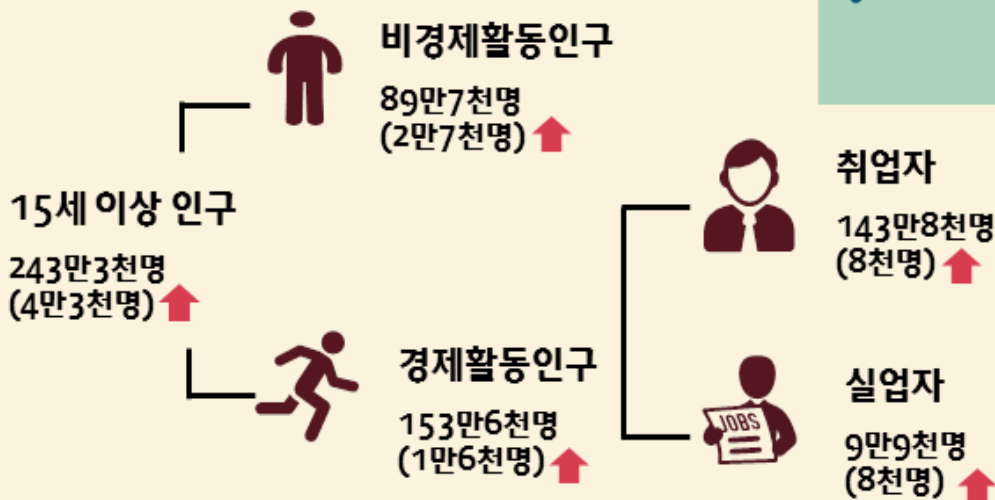 비경제활동인구
89만7천명
(2만7천명)
15세 이상 인구
243만3천명
(4만3천명)
경제활동인구
153만6천명
(1만6천명)
취업자
143만8천명
(8천명)
JOBS
실업자
9만9천명
(8천명)